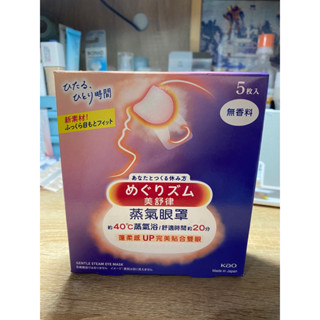 ひたる、
ひとり時間
5枚入
無香料
新素材!
ふっくら目もとフィット
あなたとつくる休み方
めぐりズム
美舒律
蒸氣眼罩
約40℃蒸氣浴/舒適時間約20分
蓬柔感UP完美貼合雙眼
GENTLE STEAM EYE MASK
Kao
Made in Japan